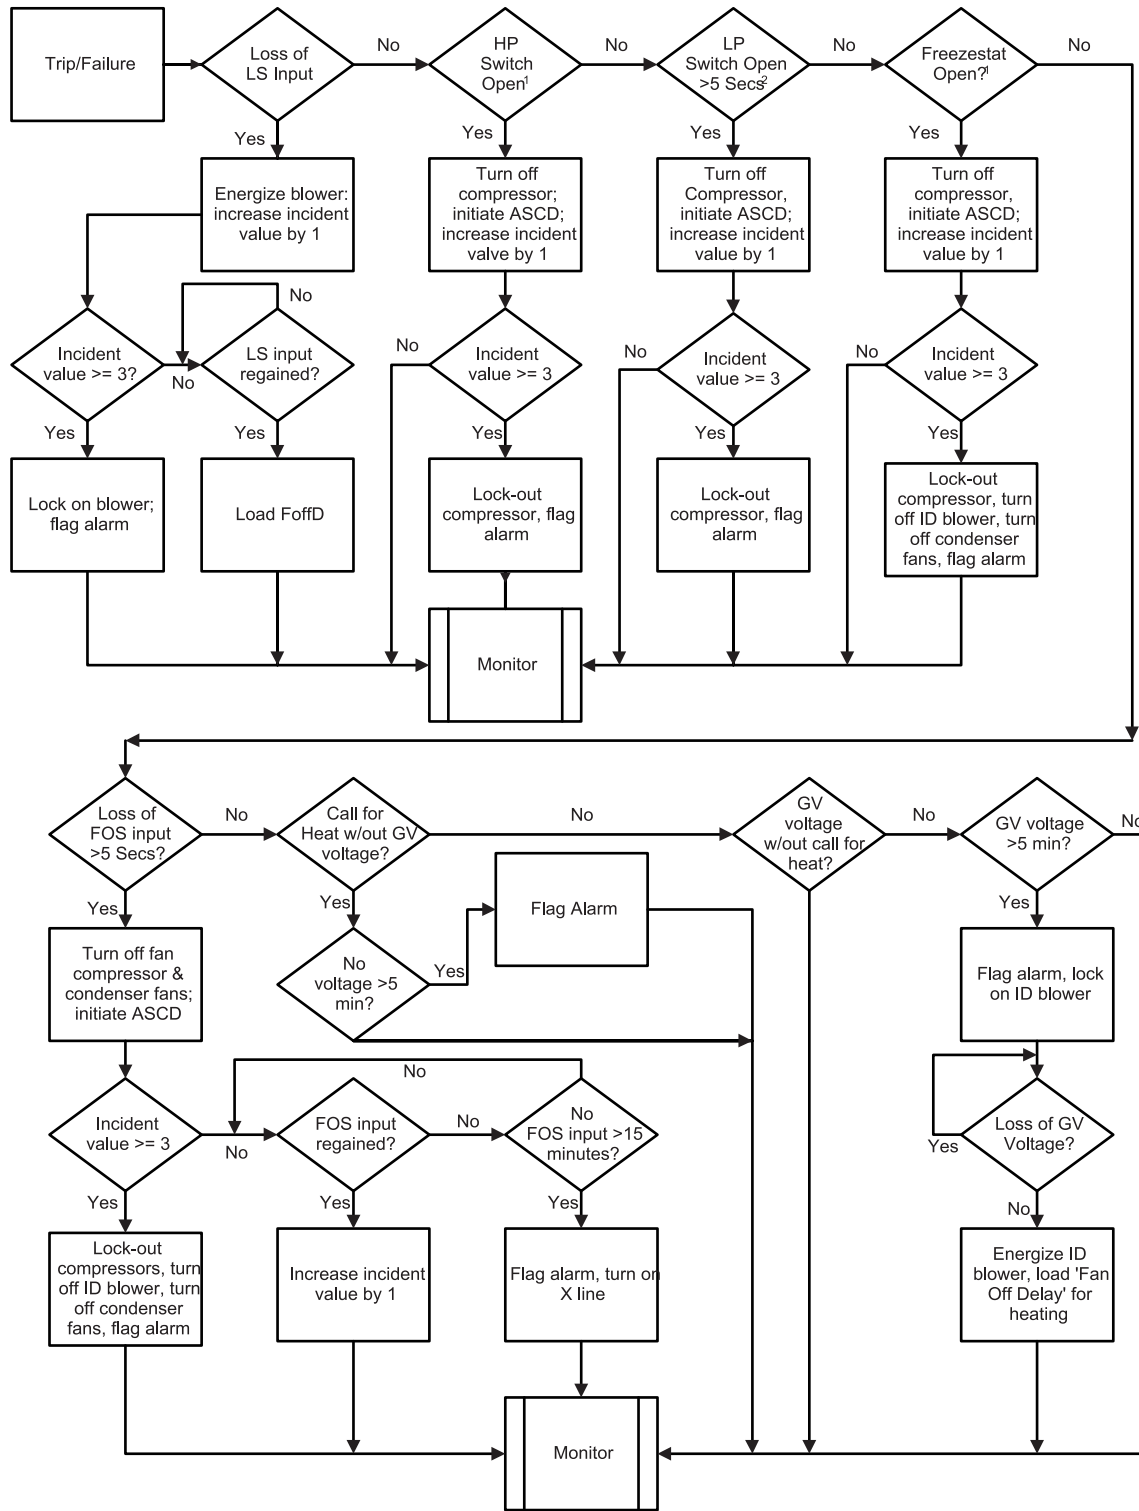 Trip/Failure
Loss of
LS Input
No
HP
Switch
Open1
No
LP
Switch Open
>5 Secs2
No
Freezestat
Open?1
No
Yes
Yes
Yes
Yes
Energize blower:
increase incident
value by 1
Turn off
compressor;
initiate ASCD;
increase incident
valve by 1
Turn off
Compressor,
initiate ASCD;
increase incident
value by 1
Turn off
compressor,
initiate ASCD;
increase incident
value by 1
No
Incident
value >= 3?
No
LS input
regained?
No
Incident
value >= 3
No
Incident
value >= 3
No
Incident
value >= 3
Yes
Yes
Yes
Yes
Yes
Lock on blower;
flag alarm
Load FoffD
Lock-out
compressor, flag
alarm
Lock-out
compressor, flag
alarm
Lock-out
compressor, turn
off ID blower, turn
off condenser
fans, flag alarm
Monitor
Loss of
FOS input
>5 Secs?
No
Call for
Heat w/out GV
voltage?
No
GV
voltage
w/out call for
heat?
No
GV voltage
>5 min?
No
Yes
Yes
Yes
Turn off fan
compressor &
condenser fans;
initiate ASCD
No
voltage >5
min?
Yes
Flag Alarm
Flag alarm, lock
on ID blower
No
Incident
value >= 3
No
FOS input
regained?
No
No
FOS input >15
minutes?
Loss of GV
Voltage?
Yes
Yes
Yes
Yes
No
Lock-out
compressors, turn
off ID blower, turn
off condenser
fans, flag alarm
Increase incident
value by 1
Flag alarm, turn on
X line
Energize ID
blower, load 'Fan
Off Delay' for
heating
Monitor